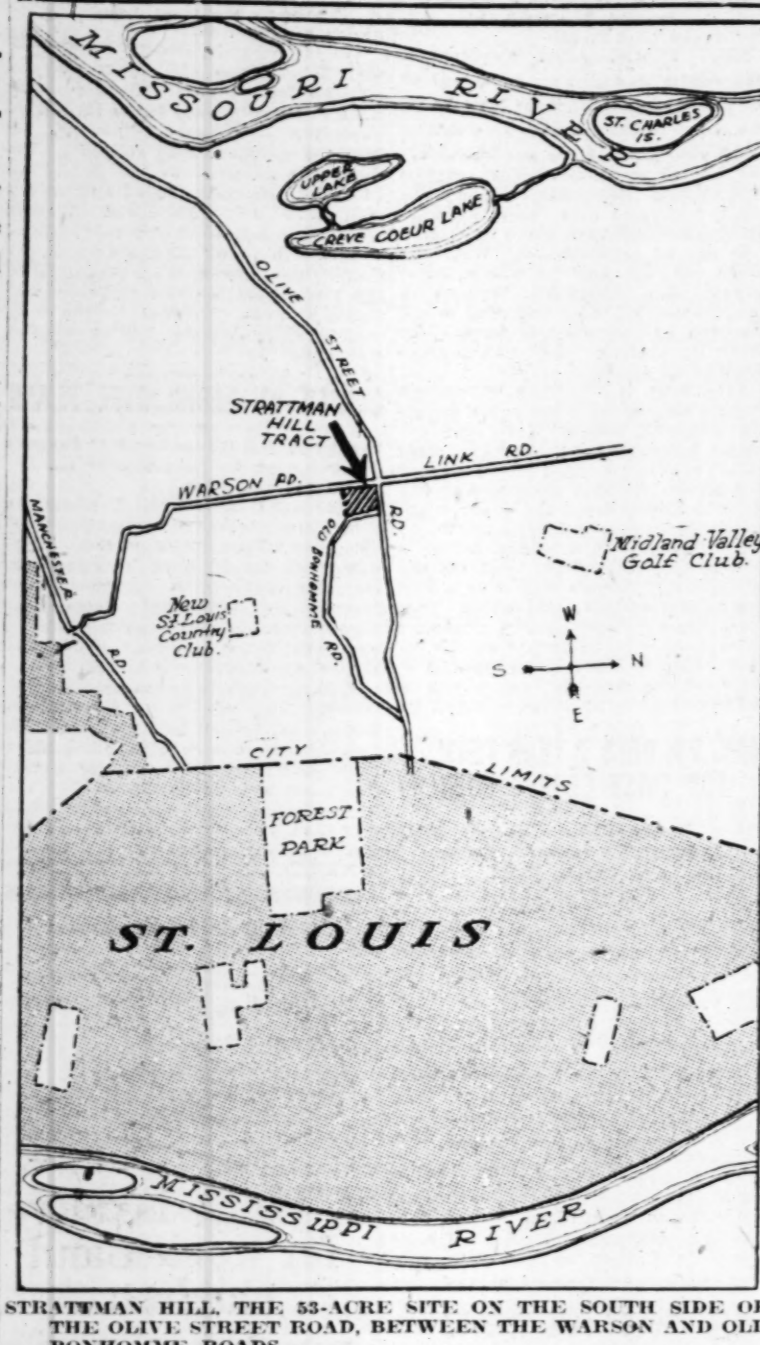 MISSOURI RIVER
ST. CHARLES
IS.
UPPER
LAKE
CREVE COEUR LAKE
OLIVE STREET RD.
STRATTMAN
HILL
TRACT
WARSON RD.
LINK RD.
MANCHESTER RD.
OLD BONHOMME RD.
New
St. Louis
Country
Club.
Midland Valley
Golf Club.
W
S
N
E
CITY LIMITS
FOREST
PARK
ST. LOUIS
MISSISSIPPI RIVER
STRATTMAN HILL, THE 53-ACRE SITE ON THE SOUTH SIDE OF
THE OLIVE STREET ROAD, BETWEEN THE WARSON AND OLD
BONHOMME ROADS